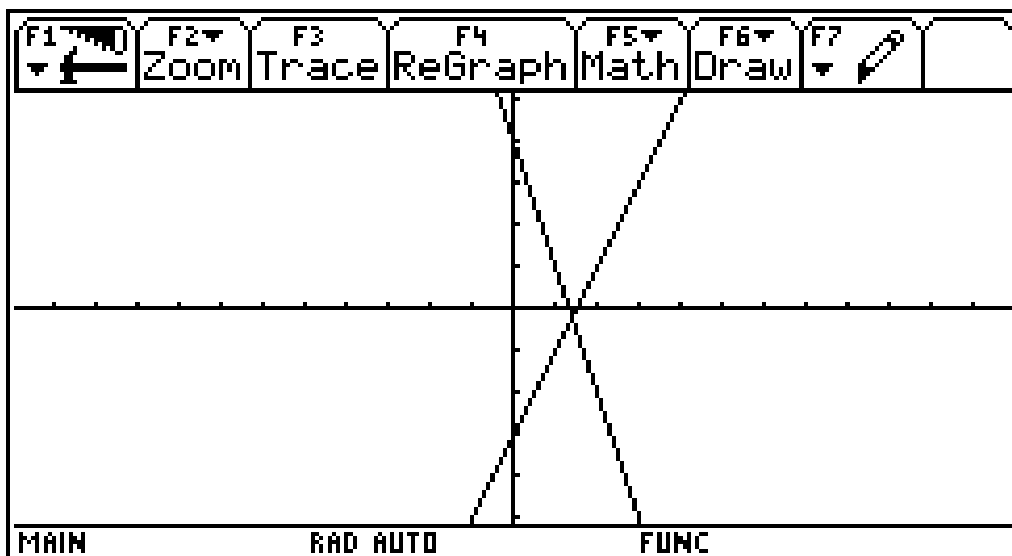 F1 F2 F3 F4 F5 F6 F7
Zoom Trace ReGraph Math Draw
MAIN RAD AUTO FUNC